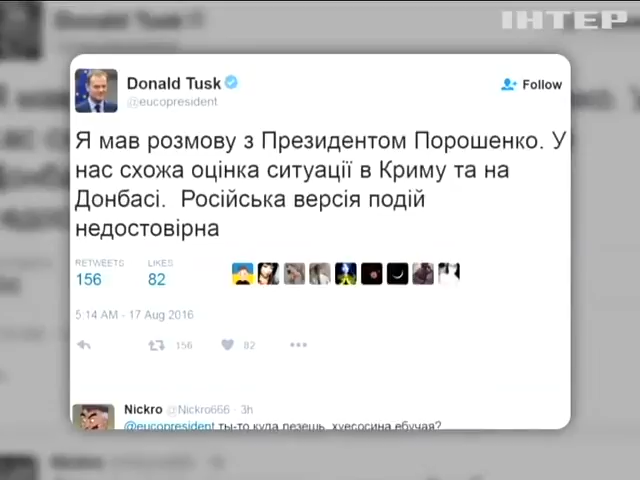 ІНТЕР
Donald Tusk
@eucopresident
Follow
Я мав розмову з Президентом Порошенко. У
нас схожа оцінка ситуації в Криму та на
Донбасі. Російська версія подій
недостовірна
RETWEETS LIKES
156 82
5:14 AM - 17 Aug 2016
156 82
Nickro @Nickro666 · 3h
@eucopresident ты-то куда лезешь, хуесосина ебучая?